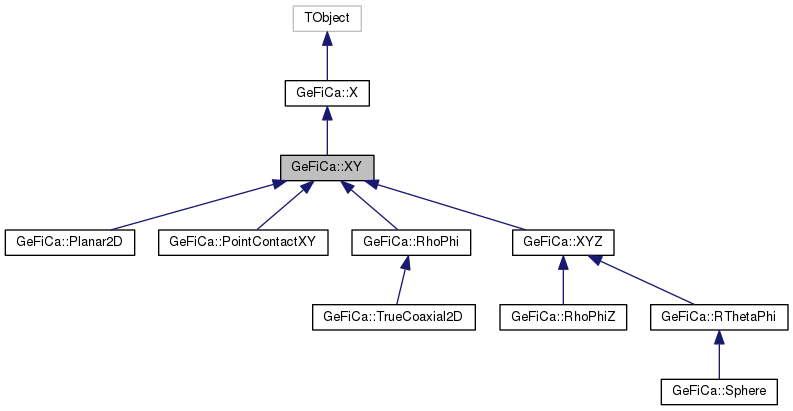 TObject
GeFiCa::X
GeFiCa::XY
GeFiCa::Planar2D
GeFiCa::PointContactXY
GeFiCa::RhoPhi
GeFiCa::XYZ
GeFiCa::TrueCoaxial2D
GeFiCa::RhoPhiZ
GeFiCa::RThetaPhi
GeFiCa::Sphere